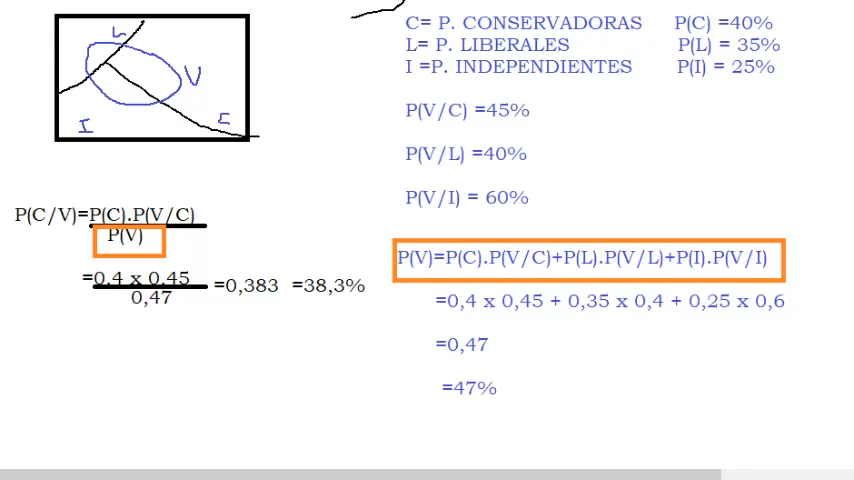 L
V
I
C
C= P. CONSERVADORAS P(C) =40%
L= P. LIBERALES P(L) = 35%
I =P. INDEPENDIENTES P(I) = 25%
P(V/C) =45%
P(V/L) =40%
P(V/I) = 60%
P(C/V)=P(C).P(V/C)
P(V)
=0,4 x 0,45
0,47
=0,383 =38,3%
P(V)=P(C).P(V/C)+P(L).P(V/L)+P(I).P(V/I)
=0,4 x 0,45 + 0,35 x 0,4 + 0,25 x 0,6
=0,47
=47%